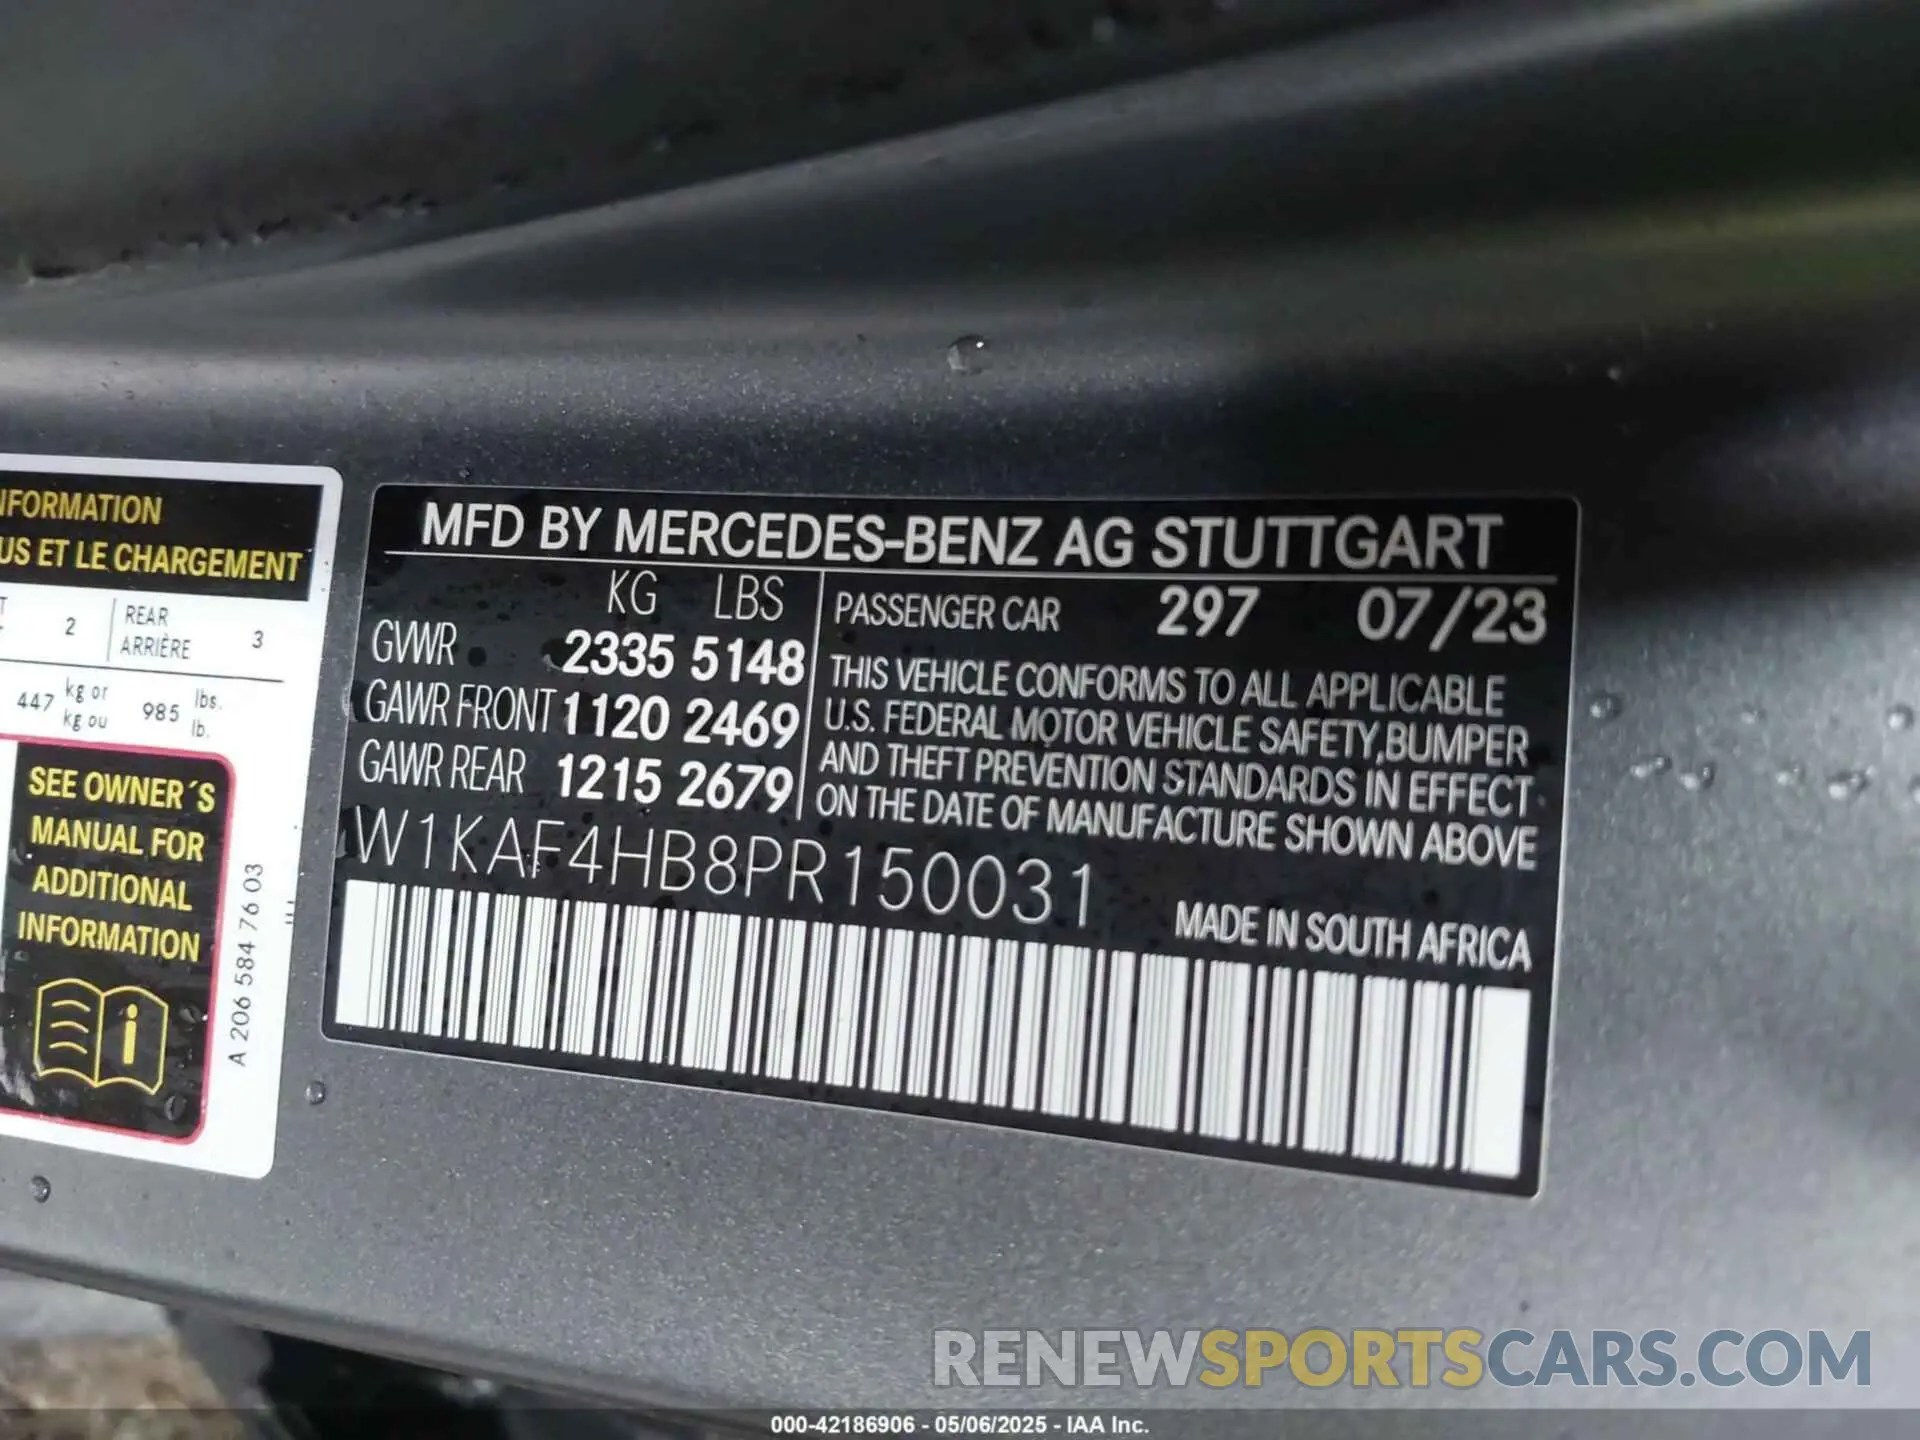 INFORMATION
US ET LE CHARGEMENT
2 REAR ARRIÈRE 3
447 kg or kg ou 985 lbs. lb.
SEE OWNER´S
MANUAL FOR
ADDITIONAL
INFORMATION
A 206 584 76 03
MFD BY MERCEDES-BENZ AG STUTTGART
KG LBS
GVWR 2335 5148
GAWR FRONT 1120 2469
GAWR REAR 1215 2679
PASSENGER CAR 297 07/23
THIS VEHICLE CONFORMS TO ALL APPLICABLE
U.S. FEDERAL MOTOR VEHICLE SAFETY,BUMPER
AND THEFT PREVENTION STANDARDS IN EFFECT
ON THE DATE OF MANUFACTURE SHOWN ABOVE
W1KAF4HB8PR150031
MADE IN SOUTH AFRICA
RENEWSPORTSCARS.COM
000-42186906 - 05/06/2025 - IAA Inc.